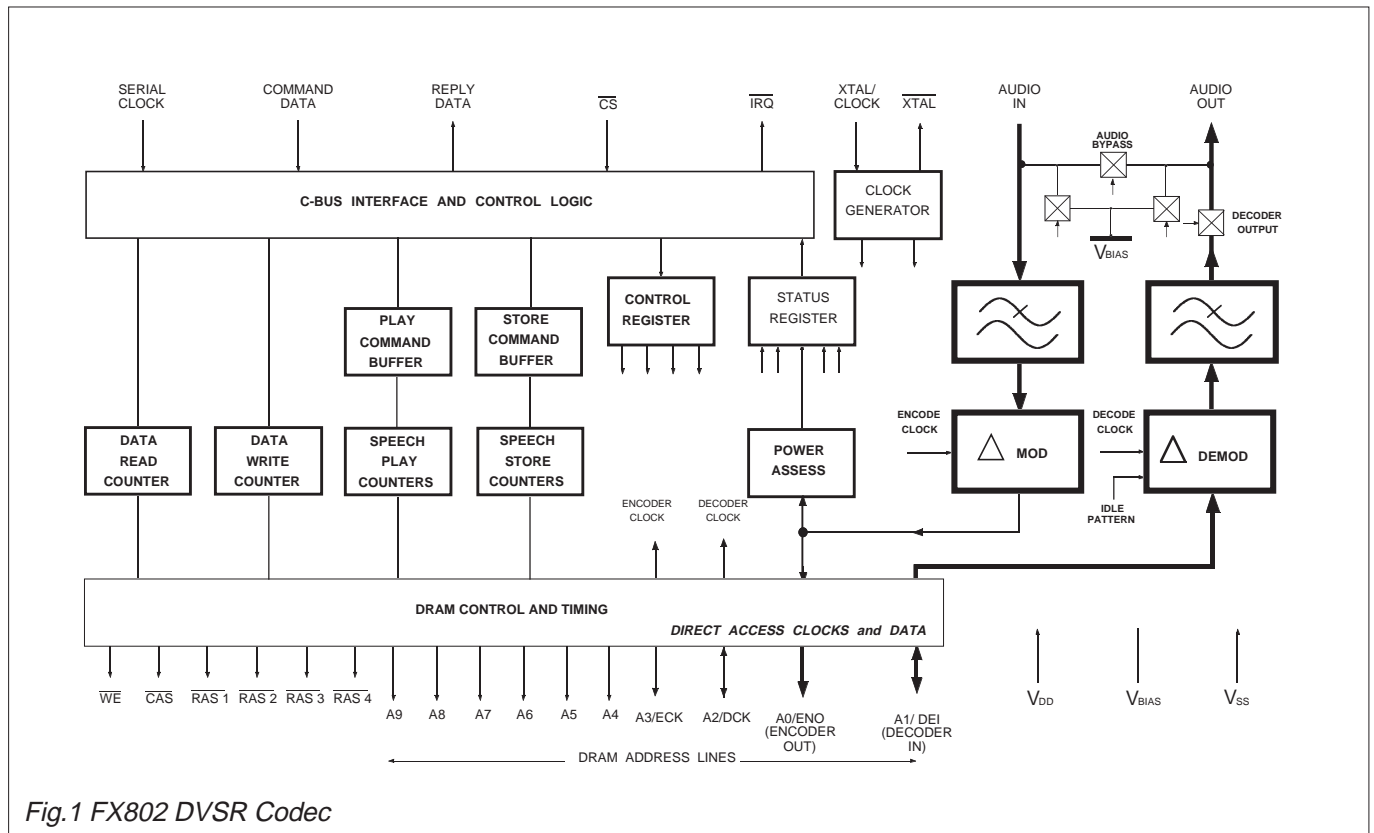 SERIAL
CLOCK
COMMAND
DATA
REPLY
DATA
CS
IRQ
XTAL/
CLOCK
XTAL
AUDIO
IN
AUDIO
OUT
AUDIO
BYPASS
C-BUS INTERFACE AND CONTROL LOGIC
CLOCK
GENERATOR
DECODER
OUTPUT
VBIAS
PLAY
COMMAND
BUFFER
STORE
COMMAND
BUFFER
CONTROL
REGISTER
STATUS
REGISTER
DATA
READ
COUNTER
DATA
WRITE
COUNTER
SPEECH
PLAY
COUNTERS
SPEECH
STORE
COUNTERS
POWER
ASSESS
ENCODE
CLOCK
MOD
DECODE
CLOCK
DEMOD
IDLE
PATTERN
ENCODER
CLOCK
DECODER
CLOCK
DRAM CONTROL AND TIMING
DIRECT ACCESS CLOCKS and DATA
WE
CAS
RAS 1
RAS 2
RAS 3
RAS 4
A9
A8
A7
A6
A5
A4
A3/ECK
A2/DCK
A0/ENO
(ENCODER
OUT)
A1/ DEI
(DECODER
IN)
VDD
VBIAS
VSS
DRAM ADDRESS LINES
Fig.1 FX802 DVSR Codec